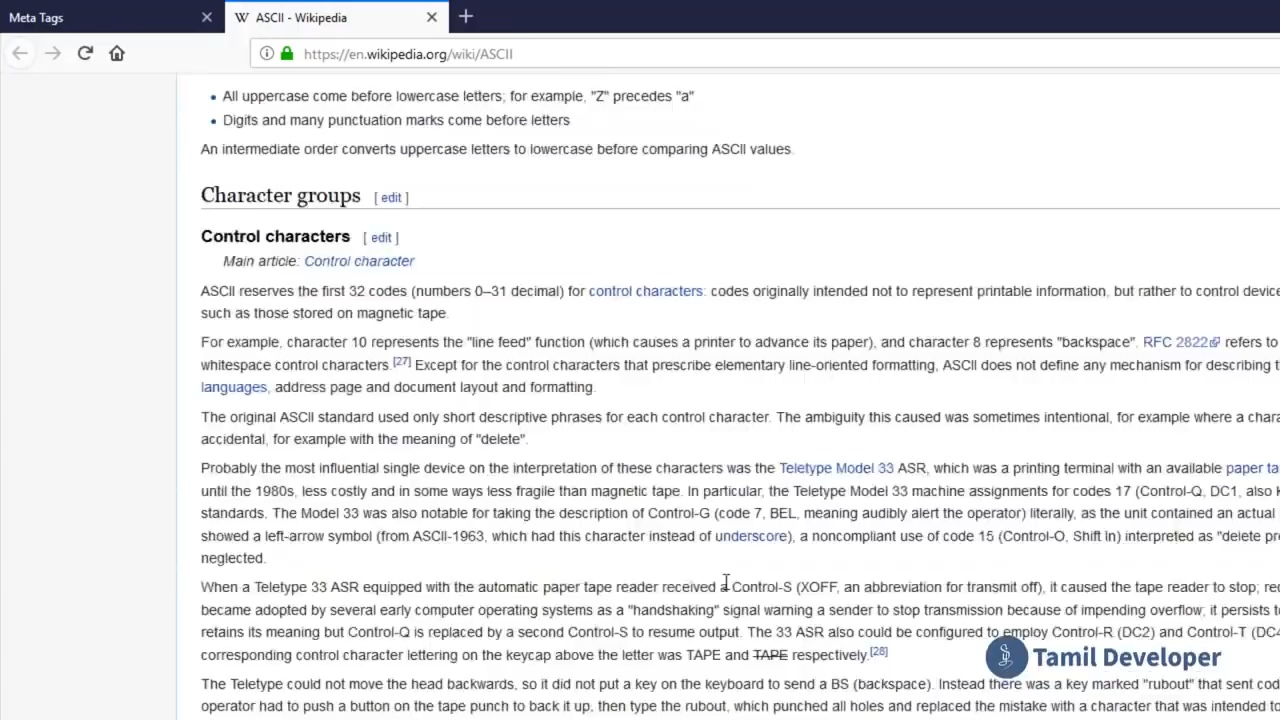 Meta Tags
W ASCII - Wikipedia
https://en.wikipedia.org/wiki/ASCII
• All uppercase come before lowercase letters; for example, "Z" precedes "a"
• Digits and many punctuation marks come before letters
An intermediate order converts uppercase letters to lowercase before comparing ASCII values.
Character groups [ edit ]
Control characters [ edit ]
Main article: Control character
ASCII reserves the first 32 codes (numbers 0–31 decimal) for control characters: codes originally intended not to represent printable information, but rather to control device
such as those stored on magnetic tape.
For example, character 10 represents the "line feed" function (which causes a printer to advance its paper), and character 8 represents "backspace". RFC 2822 refers to
whitespace control characters.[27] Except for the control characters that prescribe elementary line-oriented formatting, ASCII does not define any mechanism for describing t
languages, address page and document layout and formatting.
The original ASCII standard used only short descriptive phrases for each control character. The ambiguity this caused was sometimes intentional, for example where a chara
accidental, for example with the meaning of "delete".
Probably the most influential single device on the interpretation of these characters was the Teletype Model 33 ASR, which was a printing terminal with an available paper ta
until the 1980s, less costly and in some ways less fragile than magnetic tape. In particular, the Teletype Model 33 machine assignments for codes 17 (Control-Q, DC1, also k
standards. The Model 33 was also notable for taking the description of Control-G (code 7, BEL, meaning audibly alert the operator) literally, as the unit contained an actual
showed a left-arrow symbol (from ASCII-1963, which had this character instead of underscore), a noncompliant use of code 15 (Control-O, Shift In) interpreted as "delete pr
neglected.
When a Teletype 33 ASR equipped with the automatic paper tape reader received a Control-S (XOFF, an abbreviation for transmit off), it caused the tape reader to stop; rec
became adopted by several early computer operating systems as a "handshaking" signal warning a sender to stop transmission because of impending overflow; it persists t
retains its meaning but Control-Q is replaced by a second Control-S to resume output. The 33 ASR also could be configured to employ Control-R (DC2) and Control-T (DC4
corresponding control character lettering on the keycap above the letter was TAPE and TAPE respectively.[28]
Tamil Developer
The Teletype could not move the head backwards, so it did not put a key on the keyboard to send a BS (backspace). Instead there was a key marked "rubout" that sent cod
operator had to push a button on the tape punch to back it up, then type the rubout, which punched all holes and replaced the mistake with a character that was intended to